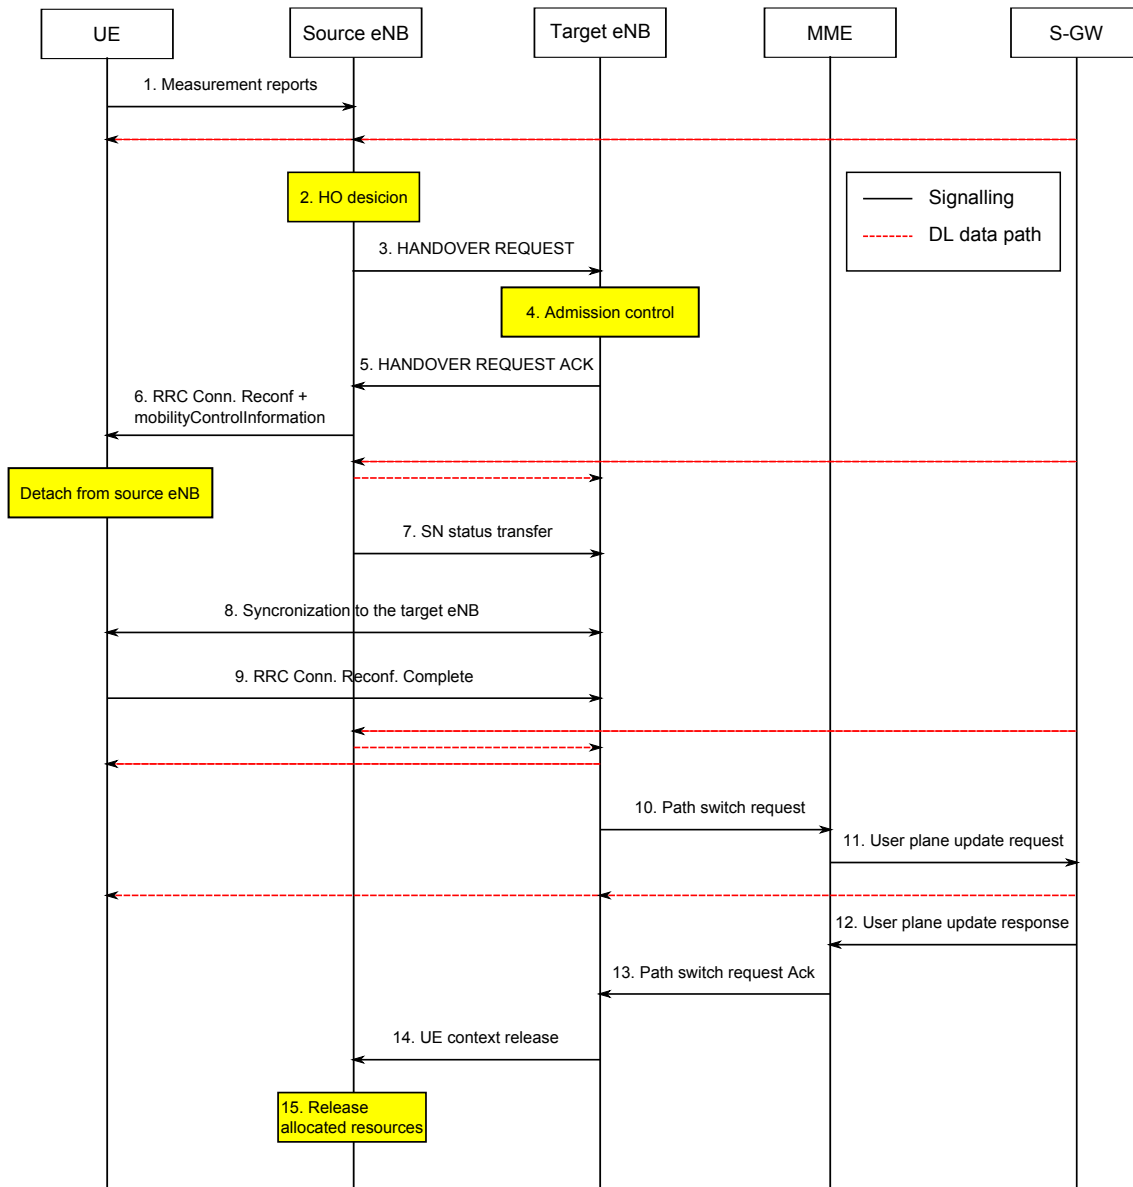 UE
Source eNB
Target eNB
MME
S-GW
1. Measurement reports
2. HO desicion
Signalling
DL data path
3. HANDOVER REQUEST
4. Admission control
5. HANDOVER REQUEST ACK
6. RRC Conn. Reconf +
mobilityControlInformation
Detach from source eNB
7. SN status transfer
8. Syncronization to the target eNB
9. RRC Conn. Reconf. Complete
10. Path switch request
11. User plane update request
12. User plane update response
13. Path switch request Ack
14. UE context release
15. Release
allocated resources